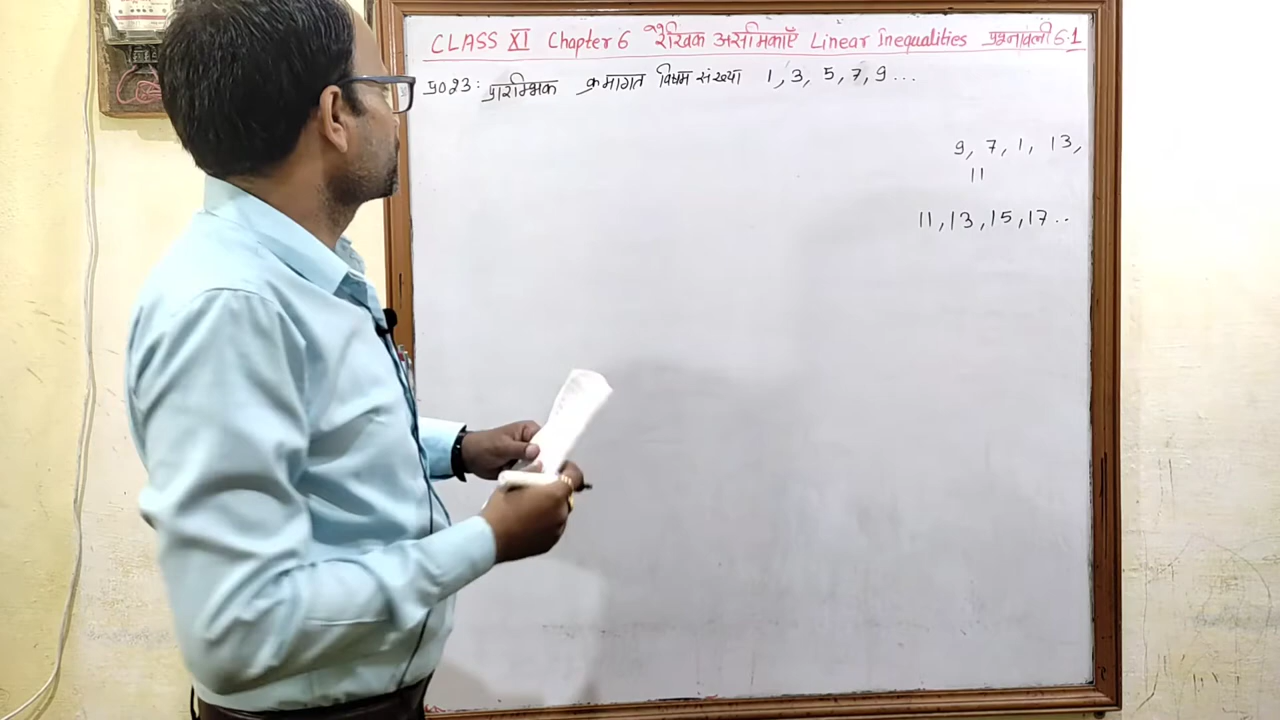 CLASS XI Chapter 6 रैखिक असमिकाएँ Linear Inequalities प्रश्नावली 6.1
प्र०23: प्रारम्भिक क्रमागत विषम संख्या 1, 3, 5, 7, 9 ...
9, 7, 1, 13,
11
11, 13, 15, 17 ..